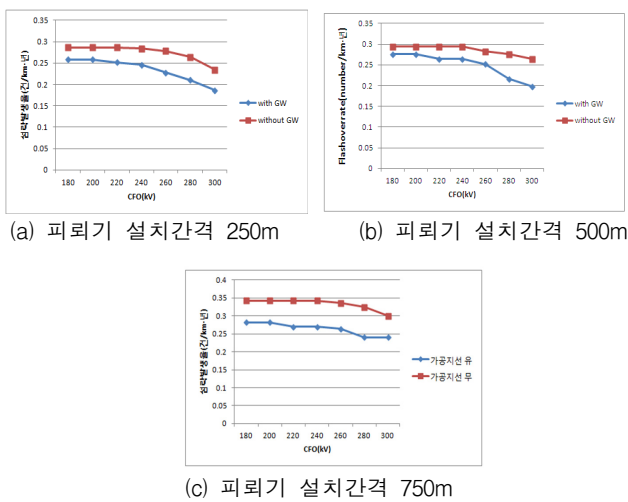 0.35
0.3
0.25
0.2
0.15
0.1
0.05
0
섬락발생율(건/km·년)
180 200 220 240 260 280 300
CFO(kV)
with GW
without GW
(a) 피뢰기 설치간격 250m
0.35
0.3
0.25
0.2
0.15
0.1
0.05
0
Flashoverrate(number/km·년)
180 200 220 240 260 280 300
CFO(kV)
with GW
without GW
(b) 피뢰기 설치간격 500m
0.4
0.35
0.3
0.25
0.2
0.15
0.1
0.05
0
섬락발생율(건/km·년)
180 200 220 240 260 280 300
CFO(kV)
가공지선 유
가공지선 무
(c) 피뢰기 설치간격 750m